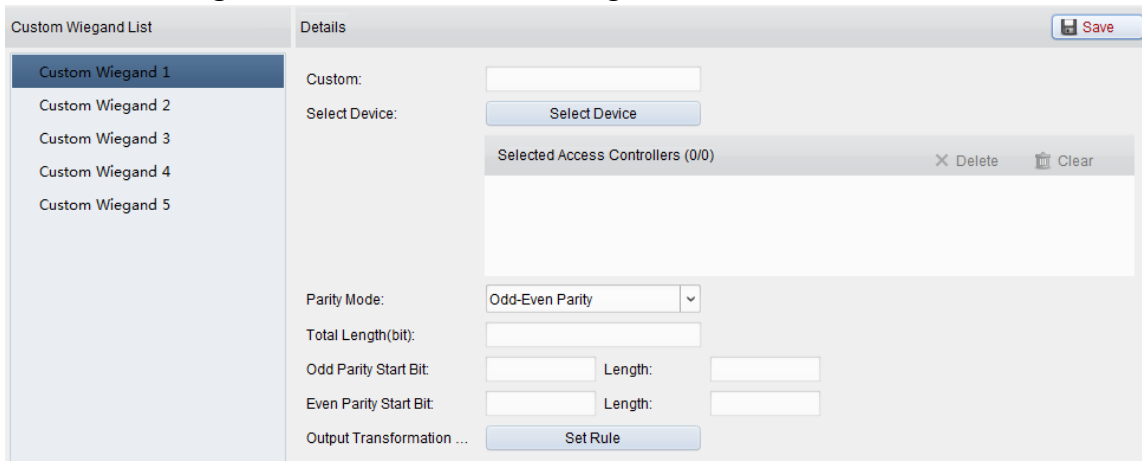 Custom Wiegand List
Details
Save
Custom Wiegand 1
Custom Wiegand 2
Custom Wiegand 3
Custom Wiegand 4
Custom Wiegand 5
Custom:
Select Device:
Select Device
Selected Access Controllers (0/0)
Delete
Clear
Parity Mode:
Odd-Even Parity
Total Length(bit):
Odd Parity Start Bit:
Length:
Even Parity Start Bit:
Length:
Output Transformation ...
Set Rule